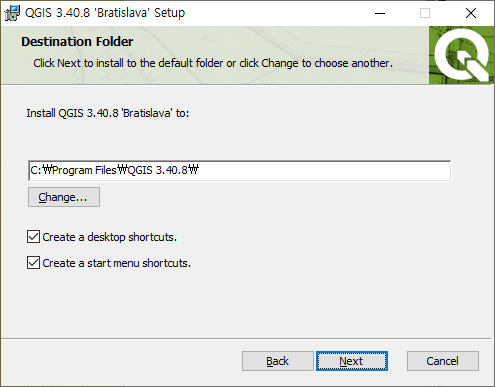 QGIS 3.40.8 'Bratislava' Setup
Destination Folder
Click Next to install to the default folder or click Change to choose another.
Install QGIS 3.40.8 'Bratislava' to:
C:₩Program Files₩QGIS 3.40.8₩
Change...
Create a desktop shortcuts.
Create a start menu shortcuts.
Back Next Cancel